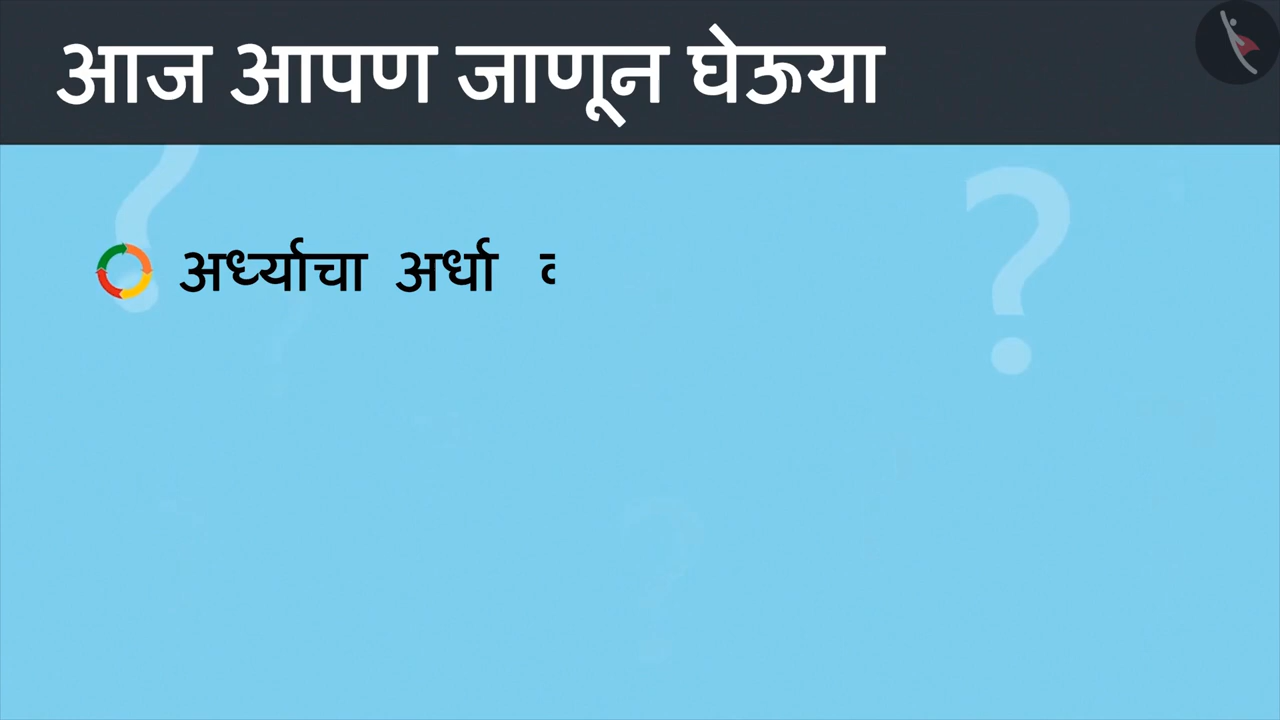 आज आपण जाणून घेऊया
अर्ध्याचा अर्धा